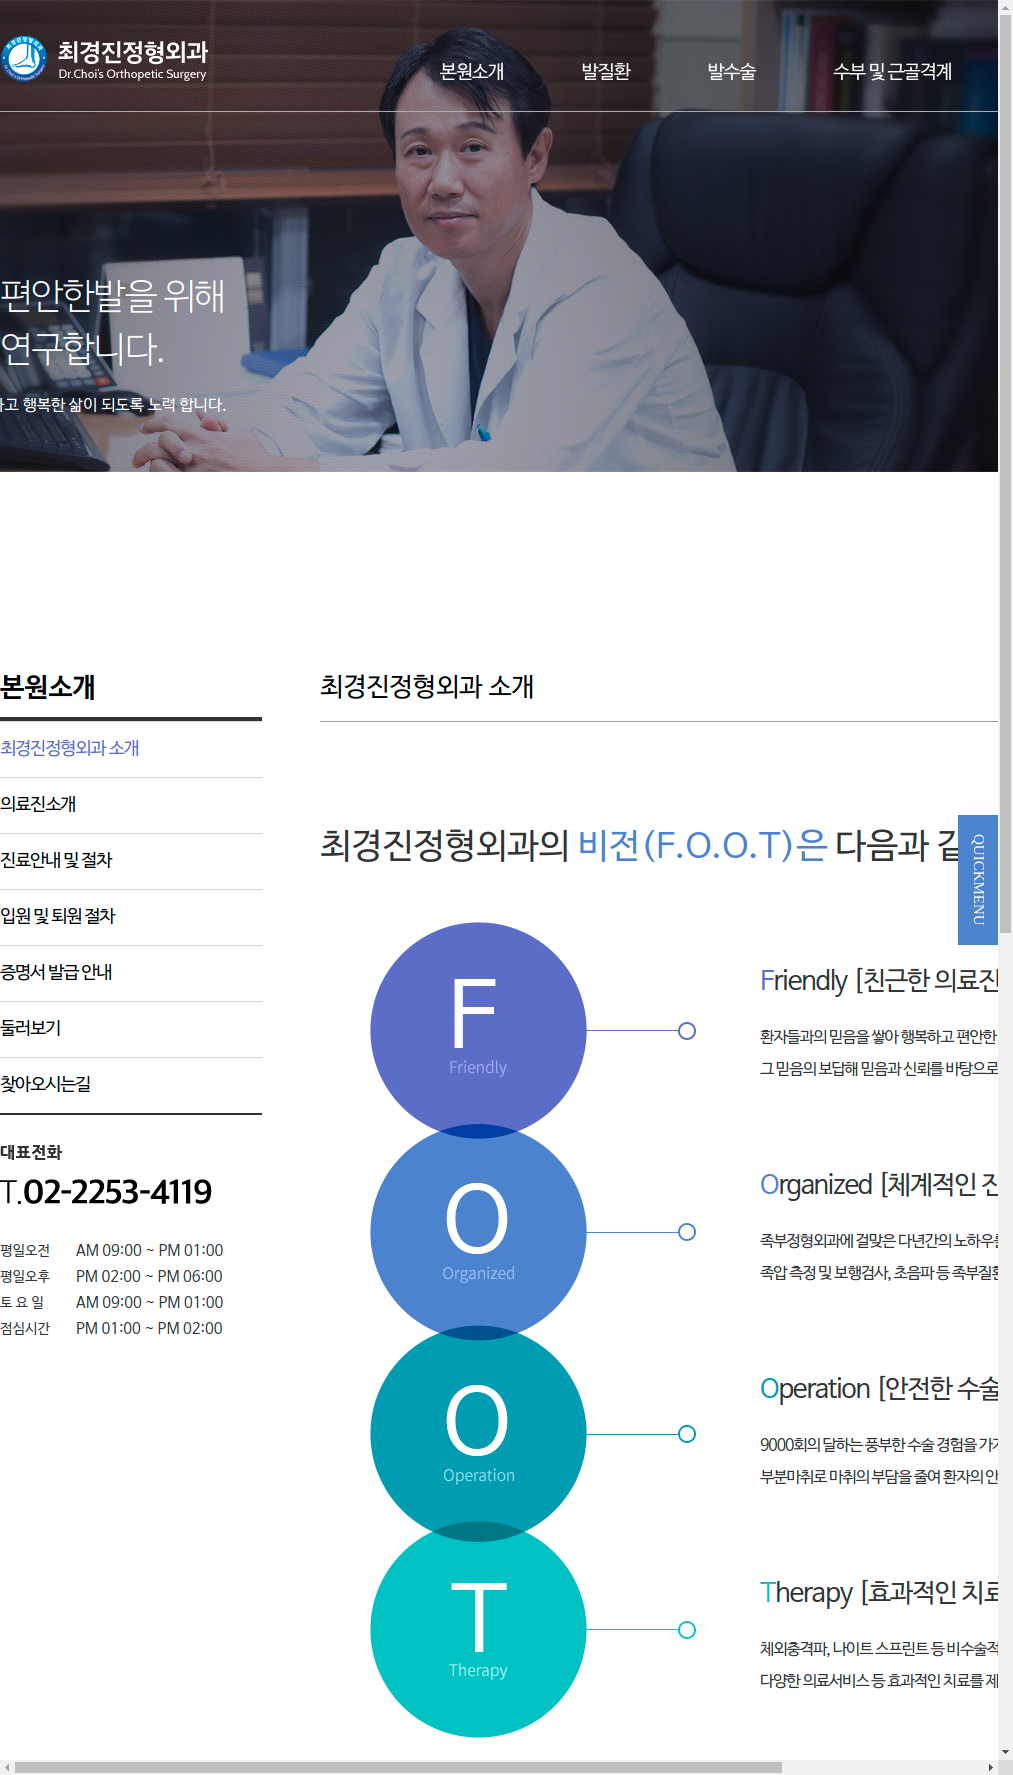 최경진정형외과
Dr.Choi's Orthopetic Surgery
본원소개
발질환
발수술
수부 및 근골격계
편안한발을 위해
연구합니다.
하고 행복한 삶이 되도록 노력 합니다.
본원소개
최경진정형외과 소개
의료진소개
진료안내 및 절차
입원 및 퇴원 절차
증명서 발급 안내
둘러보기
찾아오시는길
대표전화
T.02-2253-4119
평일오전 AM 09:00 ~ PM 01:00
평일오후 PM 02:00 ~ PM 06:00
토 요 일 AM 09:00 ~ PM 01:00
점심시간 PM 01:00 ~ PM 02:00
최경진정형외과 소개
최경진정형외과의 비전(F.O.O.T)은 다음과
QUICKMENU
F
Friendly
Friendly [친근한 의료진
환자들과의 믿음을 쌓아 행복하고 편안한
그 믿음의 보답해 믿음과 신뢰를 바탕으로
O
Organized
Organized [체계적인 진
족부정형외과에 걸맞은 다년간의 노하우를
족압 측정 및 보행검사, 초음파 등 족부질환
O
Operation
Operation [안전한 수술
9000회의 달하는 풍부한 수술 경험을 가지
부분마취로 마취의 부담을 줄여 환자의 안
T
Therapy
Therapy [효과적인 치료
체외충격파, 나이트 스프린트 등 비수술적
다양한 의료서비스 등 효과적인 치료를 제